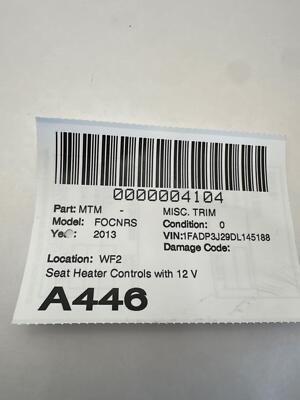 0000004104
Part: MTM - MISC. TRIM
Model: FOCNRS Condition: 0
Year: 2013 VIN:1FADP3J29DL145188
Damage Code:
Location: WF2
Seat Heater Controls with 12 V
A446